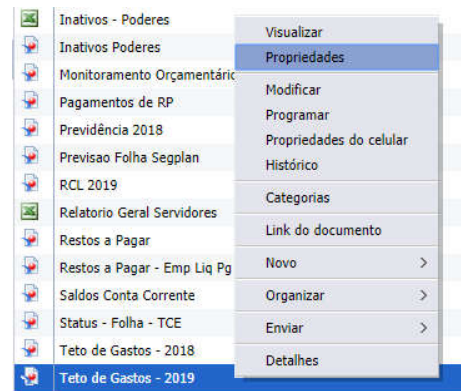 Inativos - Poderes
Inativos Poderes
Monitoramento Orçamentário
Pagamentos de RP
Previdência 2018
Previsao Folha Segplan
RCL 2019
Relatorio Geral Servidores
Restos a Pagar
Restos a Pagar - Emp Liq Pg
Saldos Conta Corrente
Status - Folha - TCE
Teto de Gastos - 2018
Teto de Gastos - 2019
Visualizar
Propriedades
Modificar
Programar
Propriedades do celular
Histórico
Categorias
Link do documento
Novo >
Organizar >
Enviar >
Detalhes